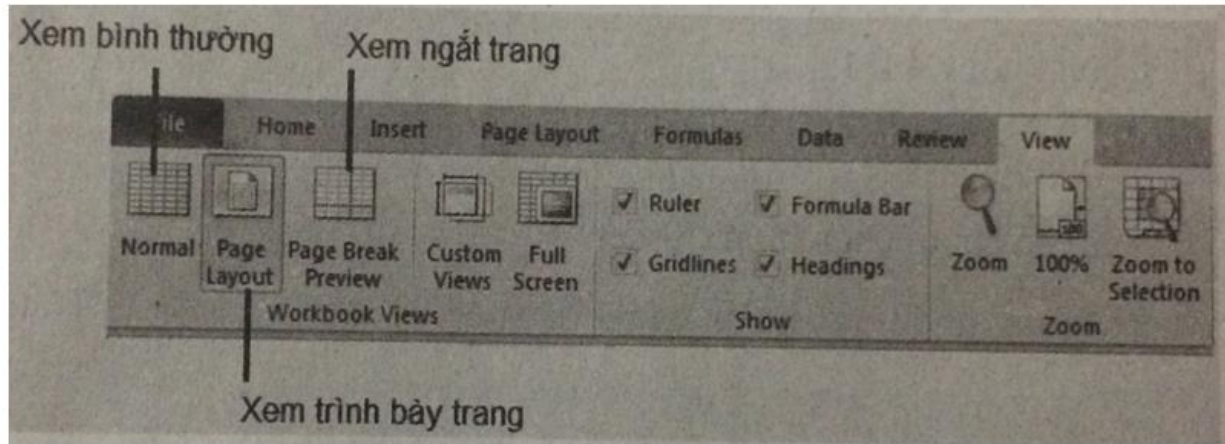 Xem bình thường
Xem ngắt trang
File Home Insert Page Layout Formulas Data Review View
Normal
Page
Layout
Page Break
Preview
Custom
Views
Full
Screen
Workbook Views
Ruler
Formula Bar
Gridlines
Headings
Show
Zoom
100
100%
Zoom to
Selection
Zoom
Xem trình bày trang